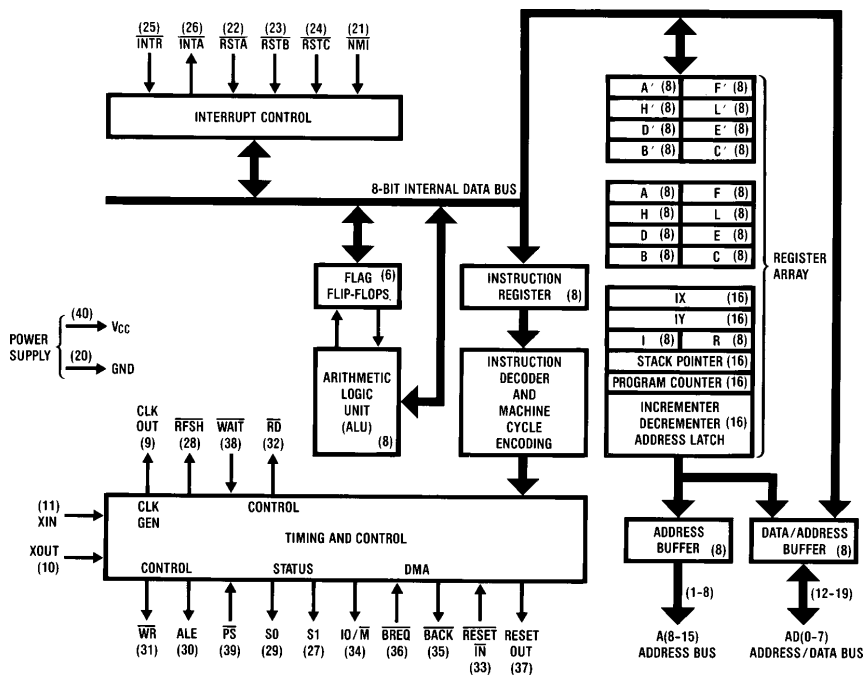 (25) (26) (22) (23) (24) (21)
INTR INTA RSTA RSTB RSTC NMI
INTERRUPT CONTROL
8-BIT INTERNAL DATA BUS
FLAG (6)
FLIP-FLOPS
INSTRUCTION
REGISTER (8)
ARITHMETIC
LOGIC
UNIT
(ALU)
(8)
INSTRUCTION
DECODER
AND
MACHINE
CYCLE
ENCODING
POWER
SUPPLY
(40)
VCC
(20)
GND
A' (8) F' (8)
H' (8) L' (8)
D' (8) E' (8)
B' (8) C' (8)
A (8) F (8)
H (8) L (8)
D (8) E (8)
B (8) C (8)
IX (16)
IY (16)
I (8) R (8)
STACK POINTER (16)
PROGRAM COUNTER (16)
INCREMENTER
DECREMENTER (16)
ADDRESS LATCH
REGISTER
ARRAY
CLK
OUT RFSH WAIT RD
(9) (28) (38) (32)
(11)
XIN
XOUT
(10)
CLK
GEN
CONTROL
TIMING AND CONTROL
CONTROL STATUS DMA
WR ALE PS S0 S1 IO/M BREQ BACK RESET IN RESET OUT
(31) (30) (39) (29) (27) (34) (36) (35) (33) (37)
ADDRESS
BUFFER (8)
DATA/ADDRESS
BUFFER (8)
(1-8)
(12-19)
A(8-15)
ADDRESS BUS
AD(0-7)
ADDRESS/DATA BUS